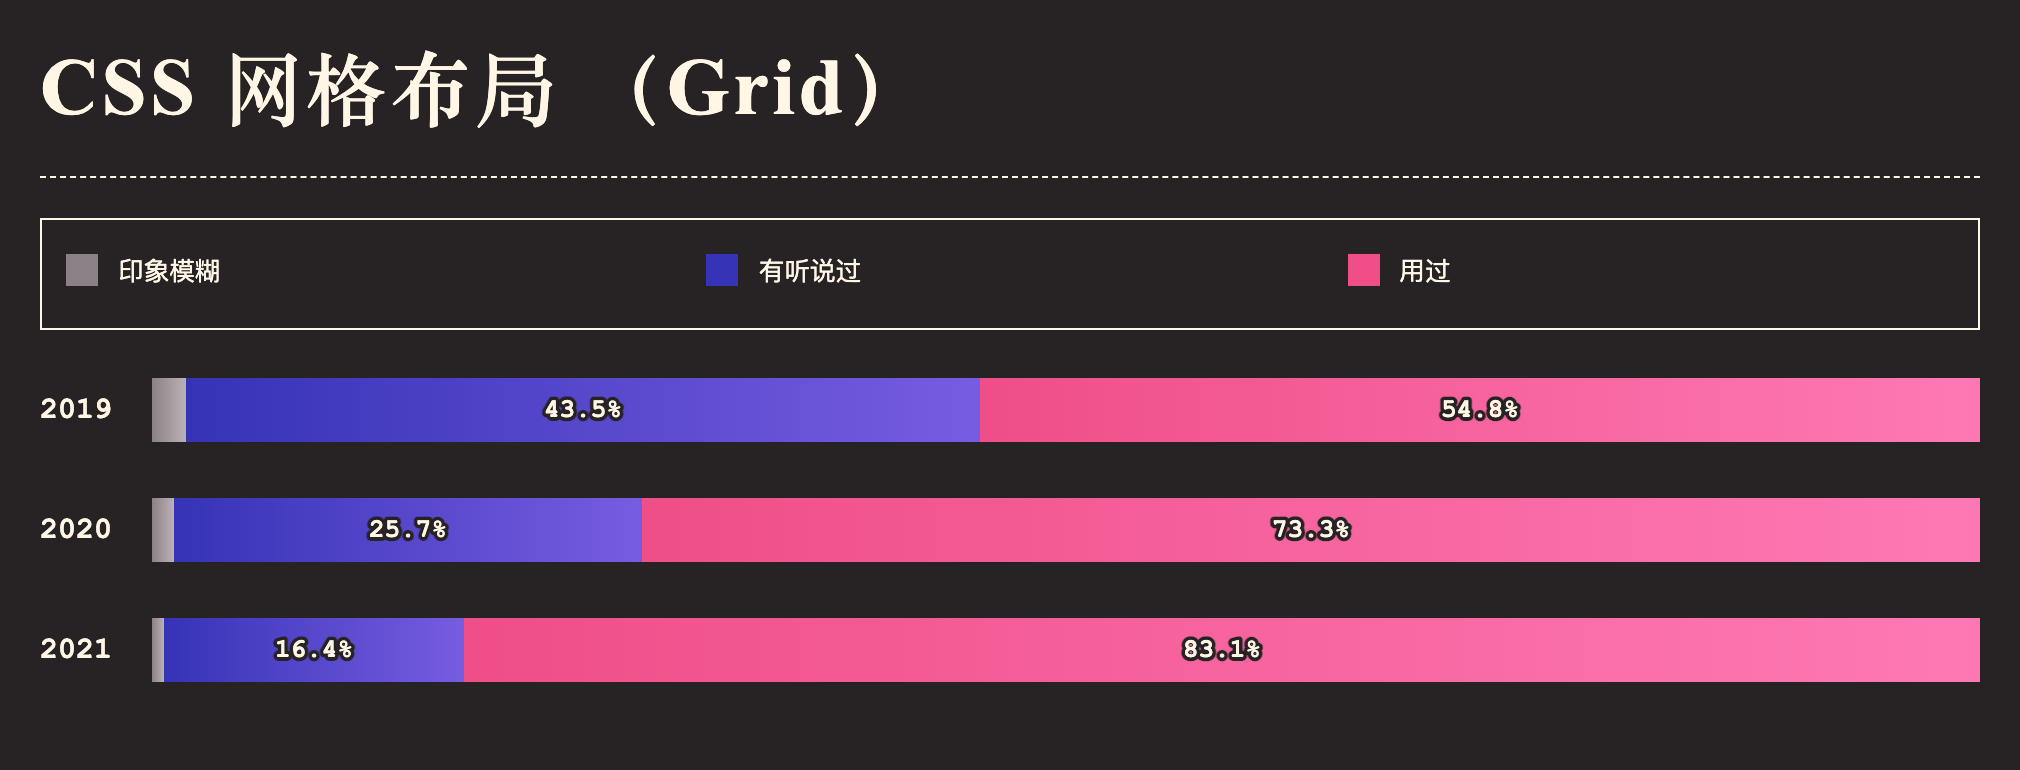 CSS 网格布局 （Grid）
印象模糊 有听说过 用过
2019 43.5% 54.8%
2020 25.7% 73.3%
2021 16.4% 83.1%